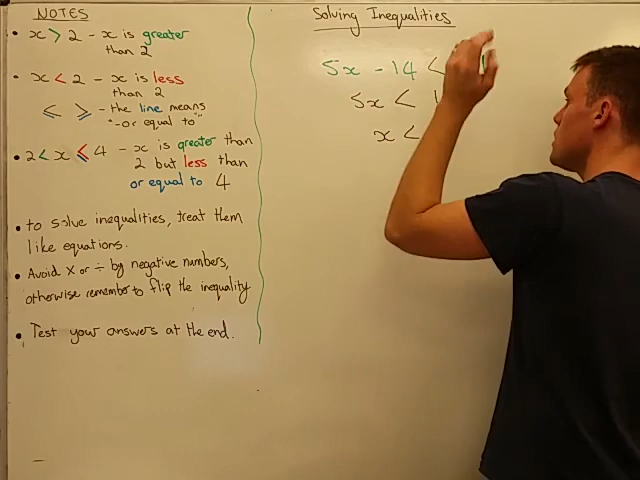 NOTES
• x > 2 - x is greater
than 2
• x < 2 - x is less
than 2
≤ ≥ - the line means
"-or equal to"
• 2 < x ≤ 4 - x is greater than
2 but less than
or equal to 4
• to solve inequalities, treat them
like equations.
• Avoid × or ÷ by negative numbers,
otherwise remember to flip the inequality
• Test your answers at the end.
Solving Inequalities
5x - 14 <
5x <
x <